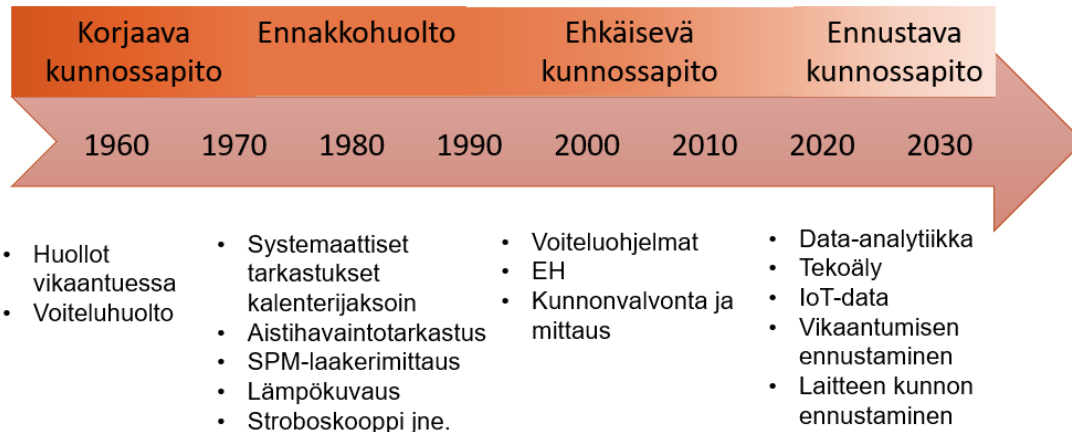 Korjaava
kunnossapito
Ennakkohuolto
Ehkäisevä
kunnossapito
Ennustava
kunnossapito
1960 1970 1980 1990 2000 2010 2020 2030
• Huollot
vikaantuessa
• Voiteluhuolto
• Systemaattiset
tarkastukset
kalenterijaksoin
• Aistihavaintotarkastus
• SPM-laakerimittaus
• Lämpökuvaus
• Stroboskooppi jne.
• Voiteluohjelmat
• EH
• Kunnonvalvonta ja
mittaus
• Data-analytiikka
• Tekoäly
• IoT-data
• Vikaantumisen
ennustaminen
• Laitteen kunnon
ennustaminen